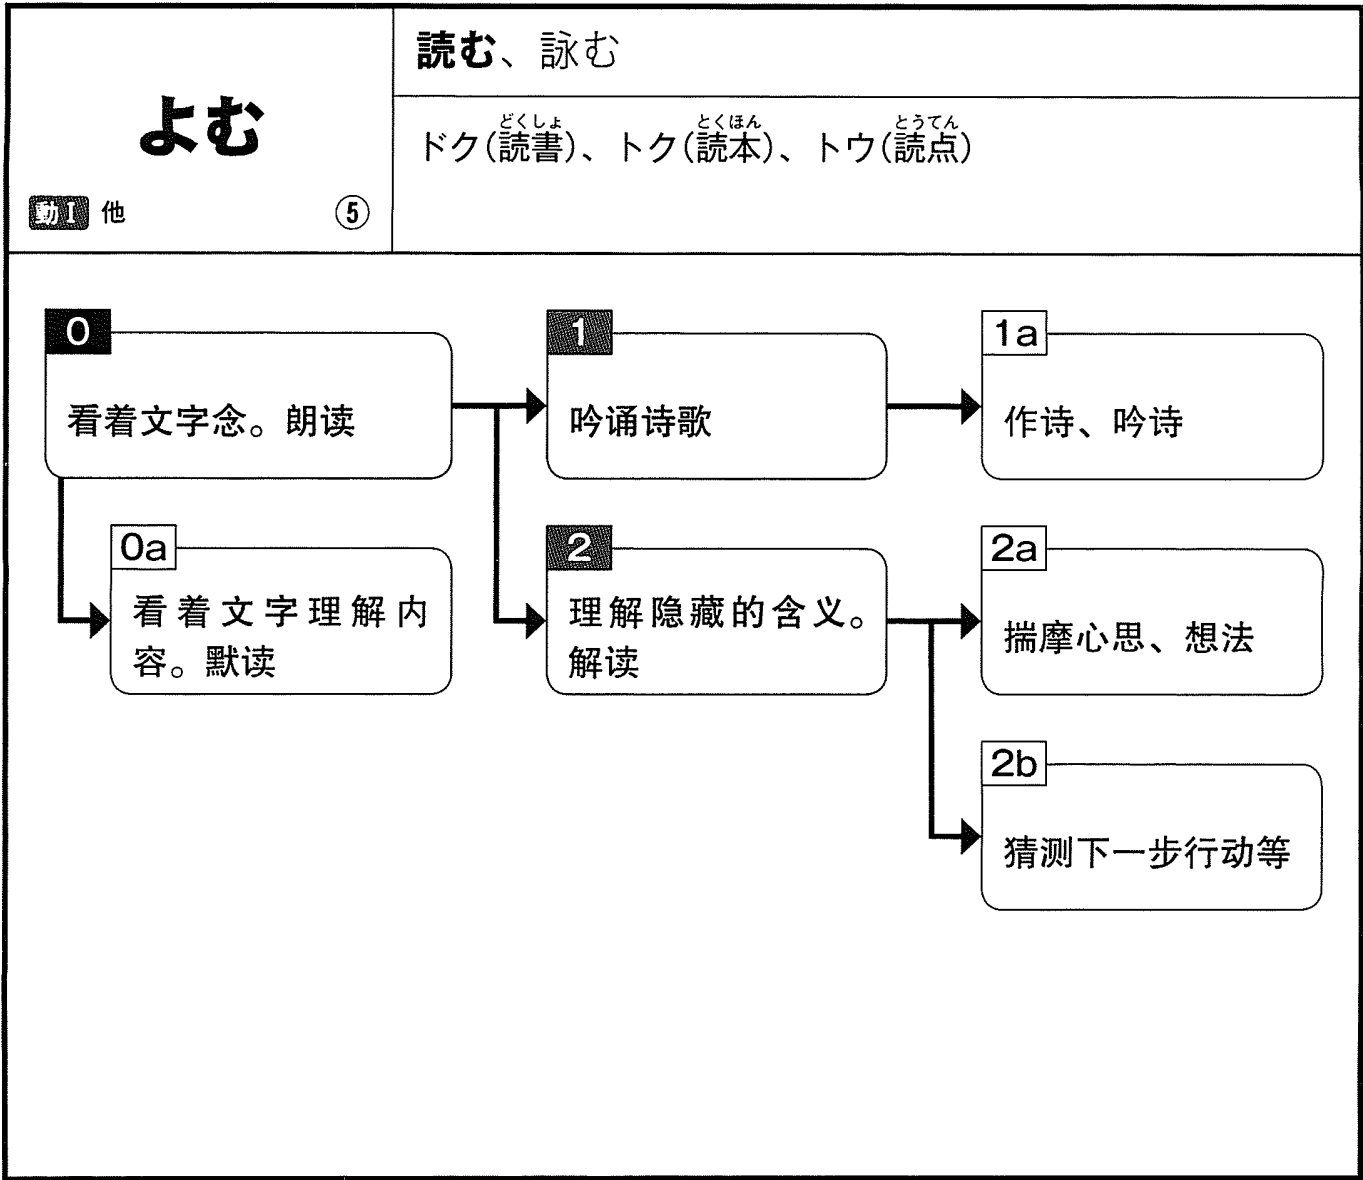 よむ
動I 他 ⑤
読む、詠む
どくしょ とくほん とうてん
ドク(読書)、トク(読本)、トウ(読点)
0
看着文字念。朗读
1
吟诵诗歌
1a
作诗、吟诗
0a
看着文字理解内
容。默读
2
理解隐藏的含义。
解读
2a
揣摩心思、想法
2b
猜测下一步行动等